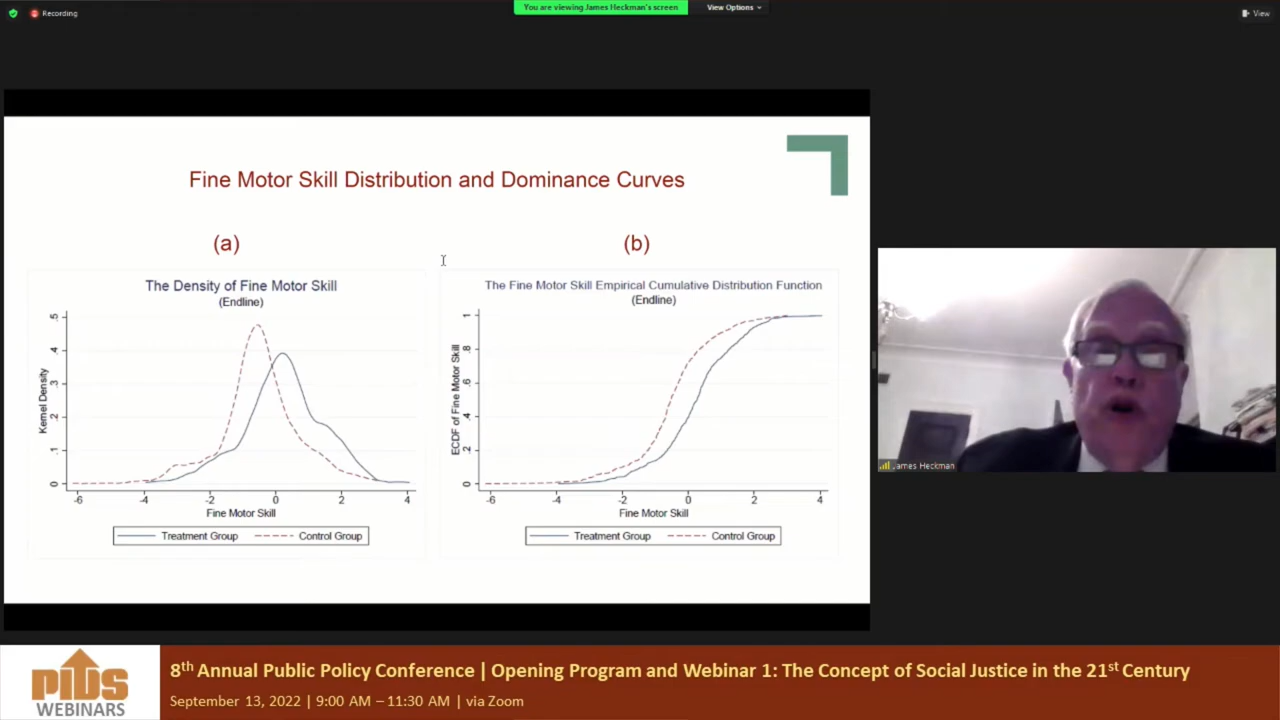 Recording
You are viewing James Heckman's screen
View Options
View
Fine Motor Skill Distribution and Dominance Curves
(a)
(b)
The Density of Fine Motor Skill
(Endline)
Kernel Density
.5
.4
.3
.2
.1
0
-6 -4 -2 0 2 4
Fine Motor Skill
Treatment Group Control Group
The Fine Motor Skill Empirical Cumulative Distribution Function
(Endline)
ECDF of Fine Motor Skill
1
.8
.6
.4
.2
0
-6 -4 -2 0 2 4
Fine Motor Skill
Treatment Group Control Group
James Heckman
PIDS
WEBINARS
8th Annual Public Policy Conference | Opening Program and Webinar 1: The Concept of Social Justice in the 21st Century
September 13, 2022 | 9:00 AM – 11:30 AM | via Zoom